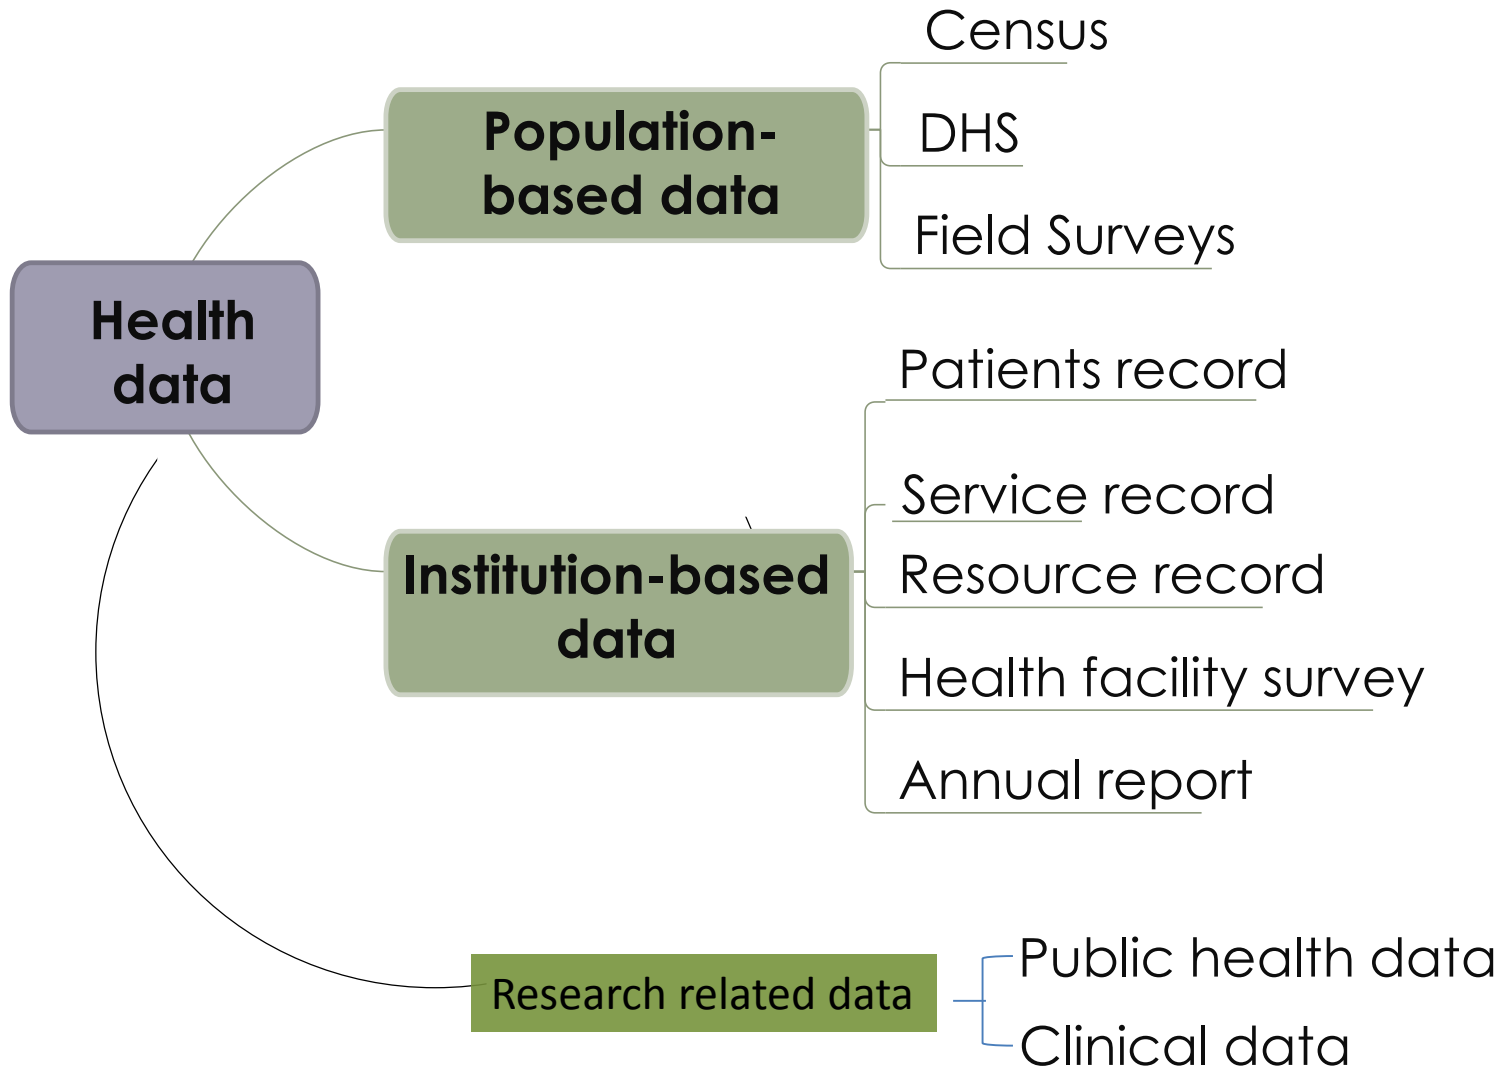 Health
data
Population-
based data
Census
DHS
Field Surveys
Institution-based
data
Patients record
Service record
Resource record
Health facility survey
Annual report
Research related data
Public health data
Clinical data